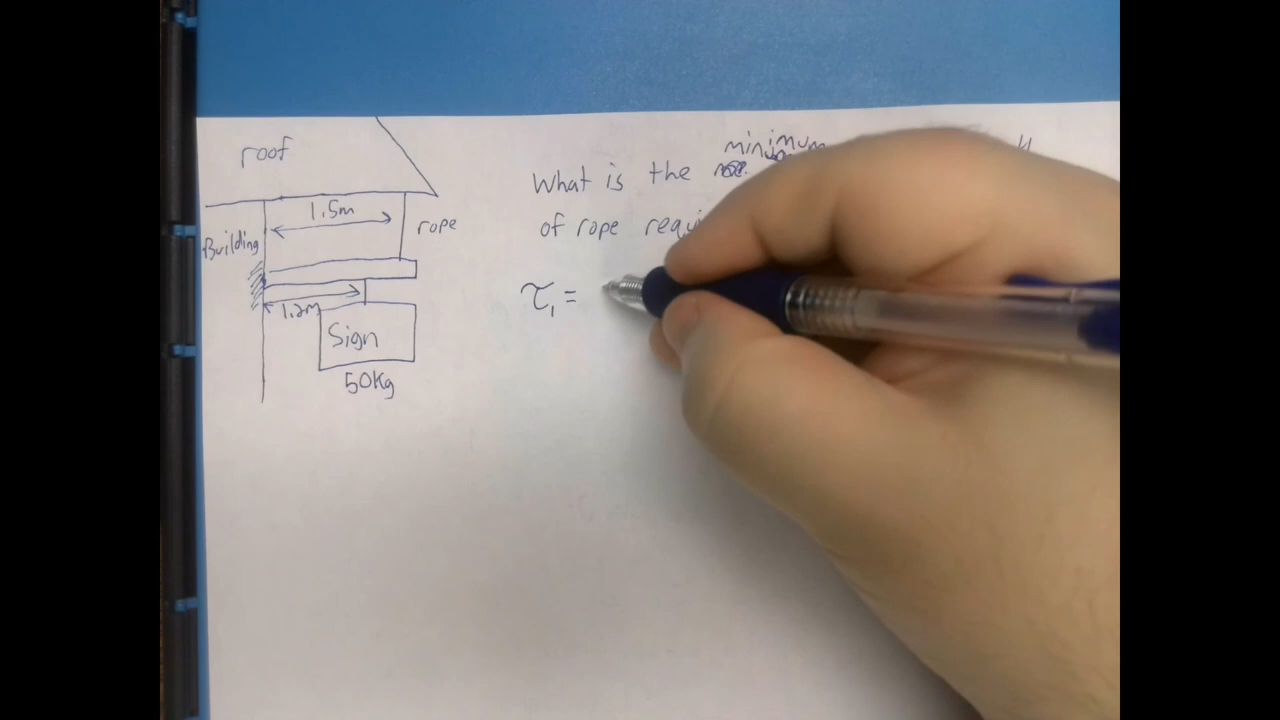 roof
1.5m
rope
Building
1.2m
Sign
50Kg
minimum
What is the
of rope
τ₁ =